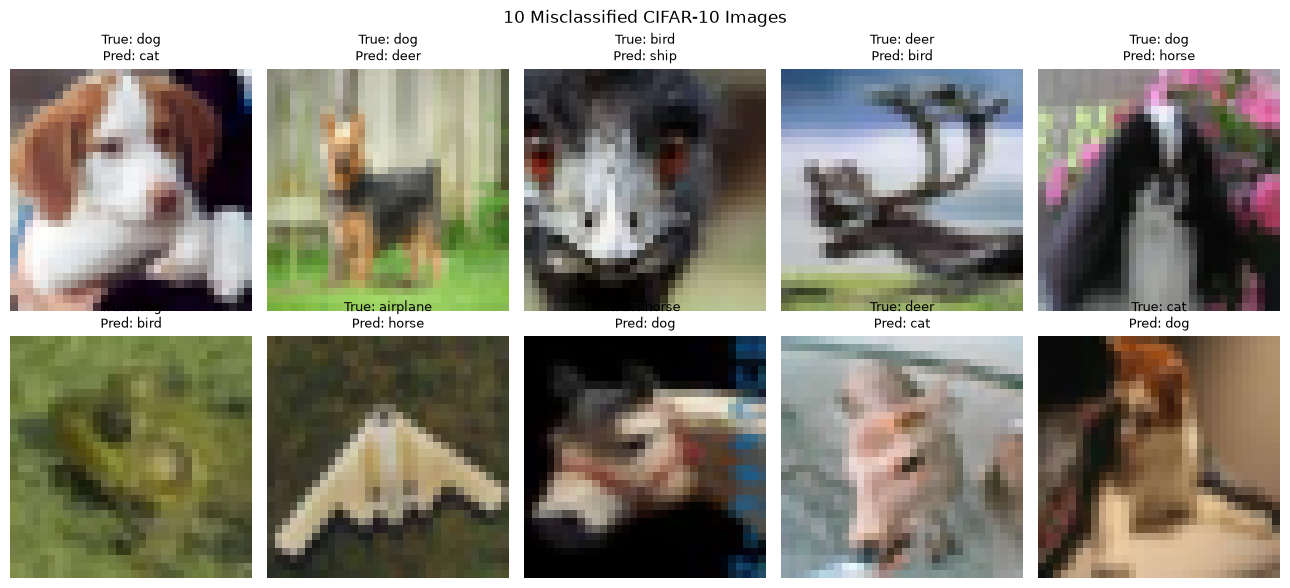 10 Misclassified CIFAR-10 Images
True: dog
Pred: cat
True: dog
Pred: deer
True: bird
Pred: ship
True: deer
Pred: bird
True: dog
Pred: horse
Pred: bird
True: airplane
Pred: horse
horse
Pred: dog
True: deer
Pred: cat
True: cat
Pred: dog